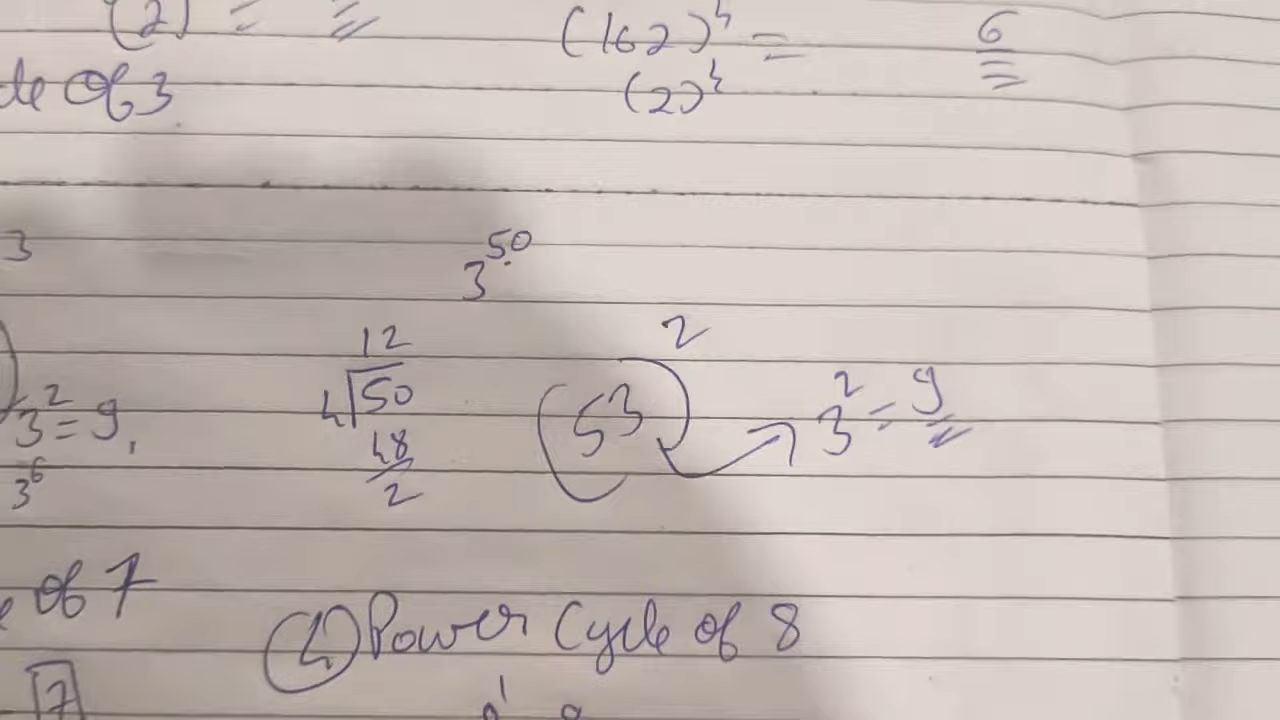 (2) = (162)⁴ = 6
de of 3 (2)⁴
3 3⁵⁰
12 2
3² = 9, 4√50 (53) 3² = 9
48
3⁶ 2
of 7 (4) Power Cycle of 8
7